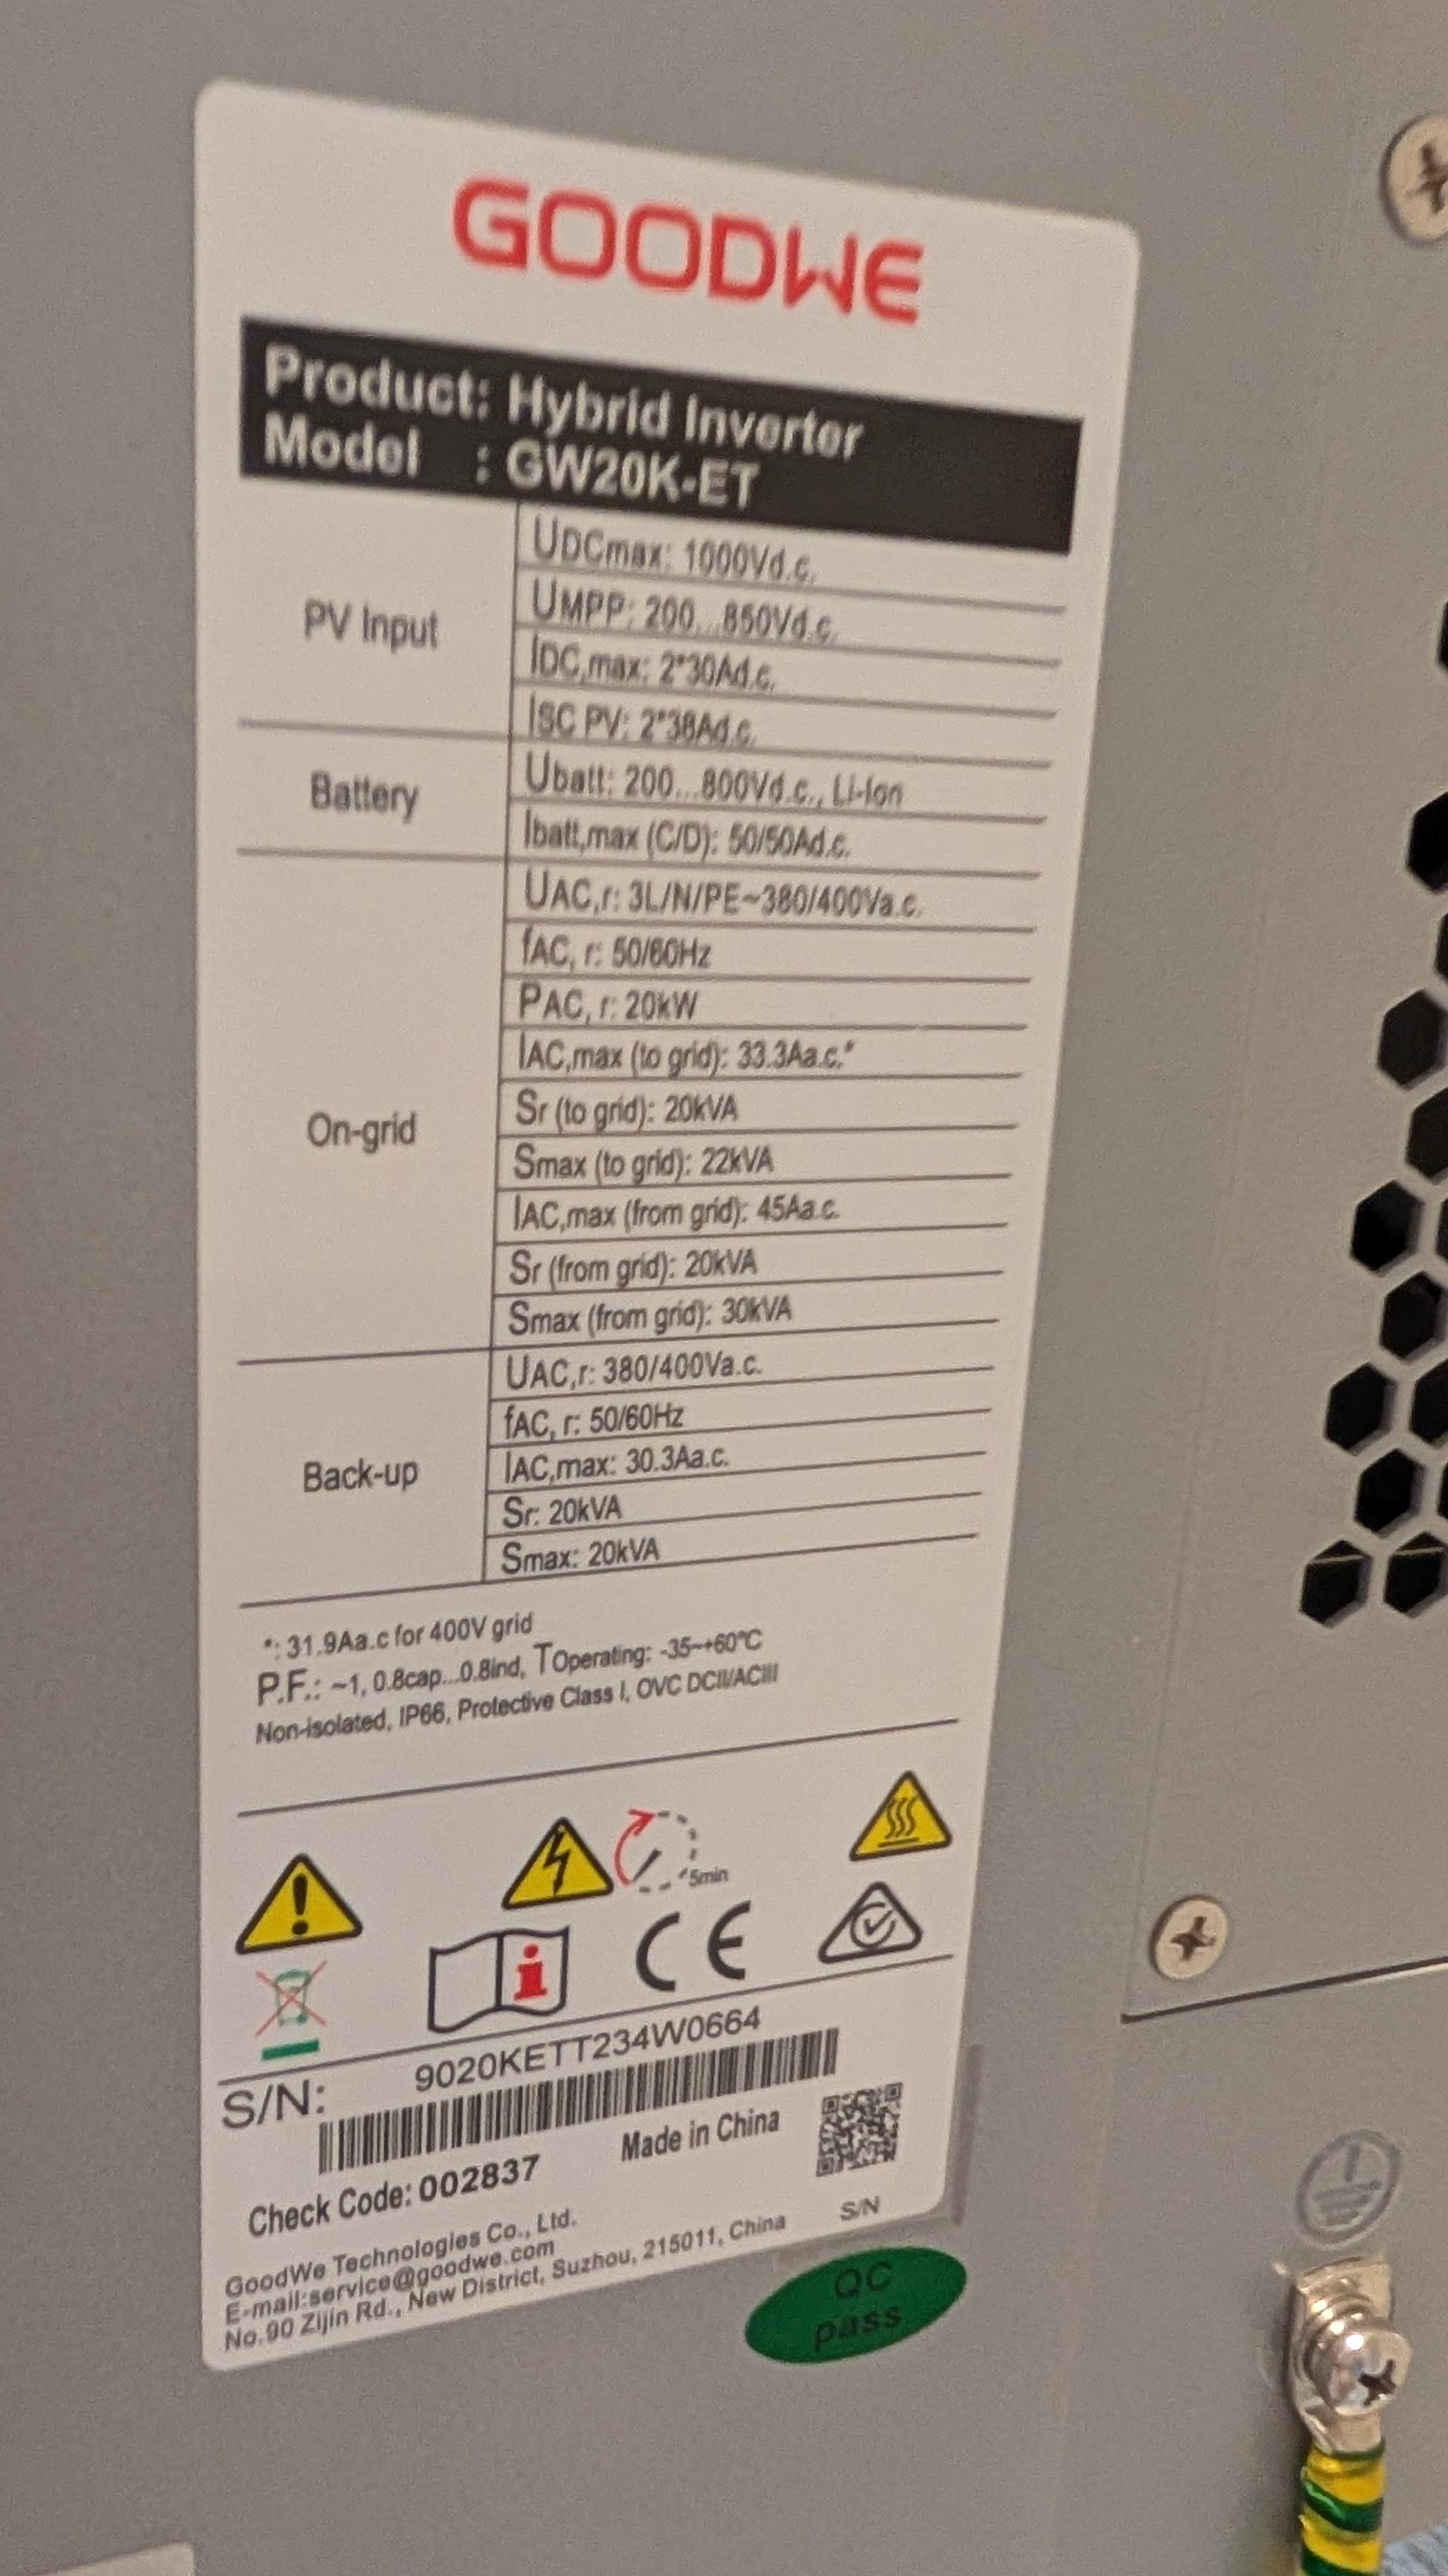 GOODWE
Product: Hybrid Inverter
Model : GW20K-ET
PV Input
UDCmax: 1000Vd.c.
UMPP: 200...850Vd.c.
IDC,max: 2*30Ad.c.
ISC PV: 2*38Ad.c.
Battery
Ubatt: 200...800Vd.c., Li-Ion
Ibatt,max (C/D): 50/50Ad.c.
On-grid
UAC,r: 3L/N/PE~380/400Va.c.
fAC, r: 50/60Hz
PAC, r: 20kW
IAC,max (to grid): 33.3Aa.c.*
Sr (to grid): 20kVA
Smax (to grid): 22kVA
IAC,max (from grid): 45Aa.c.
Sr (from grid): 20kVA
Smax (from grid): 30kVA
Back-up
UAC,r: 380/400Va.c.
fAC, r: 50/60Hz
IAC,max: 30.3Aa.c.
Sr: 20kVA
Smax: 20kVA
*: 31.9Aa.c for 400V grid
P.F.: ~1, 0.8cap...0.8ind, TOperating: -35~+60°C
Non-isolated, IP66, Protective Class I, OVC DCII/ACIII
5min
i
CE
S/N: 9020KETT234W0664
Made in China
Check Code: 002837
S/N
GoodWe Technologies Co., Ltd.
E-mail:service@goodwe.com
No.90 Zijin Rd., New District, Suzhou, 215011, China
QC
pass